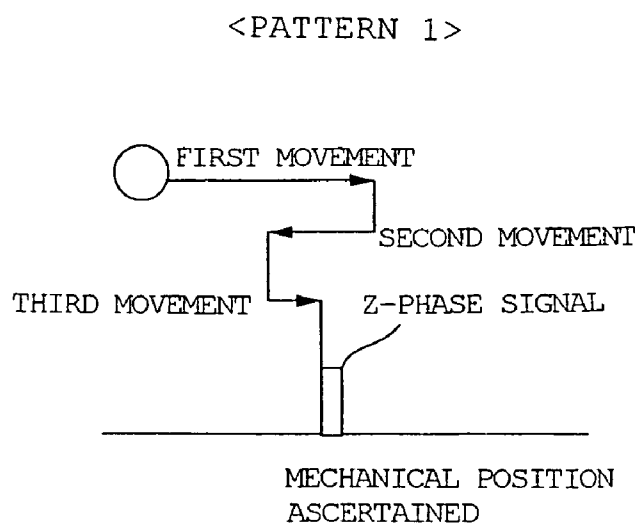 <PATTERN 1>
FIRST MOVEMENT
SECOND MOVEMENT
THIRD MOVEMENT
Z-PHASE SIGNAL
MECHANICAL POSITION
ASCERTAINED